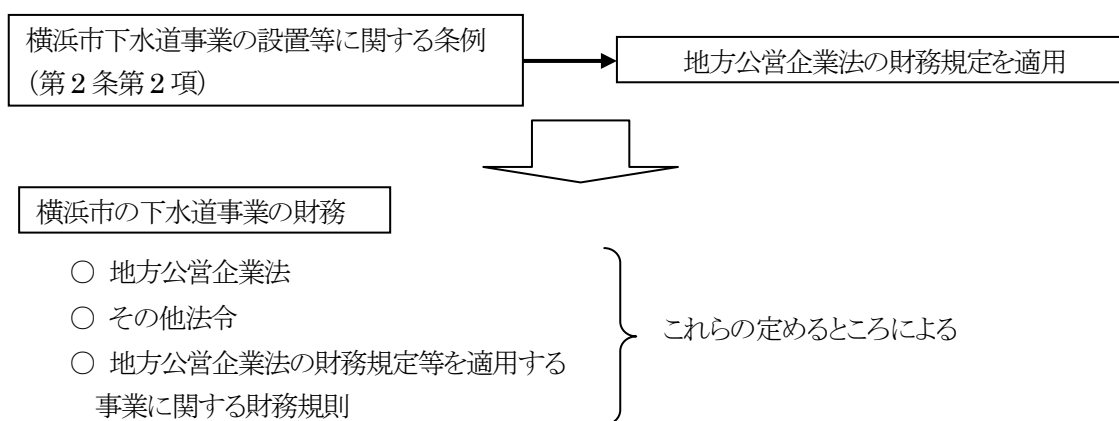 横浜市下水道事業の設置等に関する条例
(第２条第２項)
地方公営企業法の財務規定を適用
横浜市の下水道事業の財務
○ 地方公営企業法
○ その他法令
○ 地方公営企業法の財務規定等を適用する
事業に関する財務規則
これらの定めるところによる